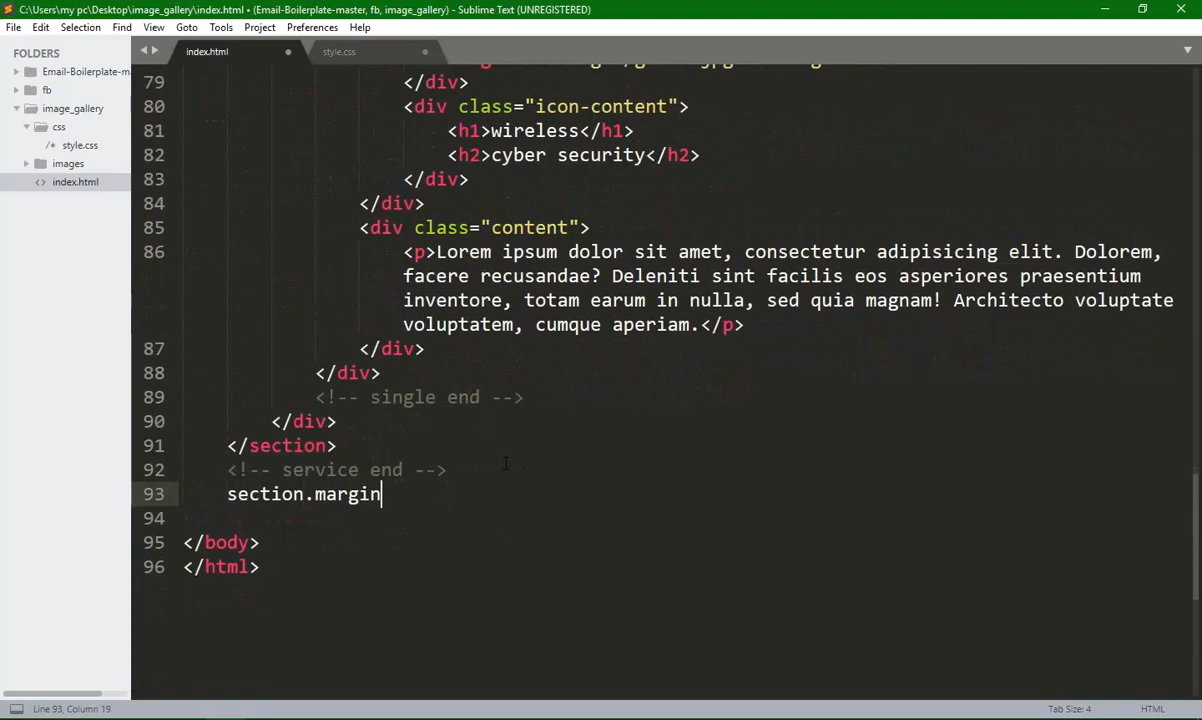 C:\Users\my pc\Desktop\image_gallery\index.html • (Email-Boilerplate-master, fb, image_gallery) - Sublime Text (UNREGISTERED)
File Edit Selection Find View Goto Tools Project Preferences Help
FOLDERS
Email-Boilerplate-ma
fb
image_gallery
css
/* style.css
images
<> index.html
index.html
style.css
79 </div>
80 <div class="icon-content">
81 <h1>wireless</h1>
82 <h2>cyber security</h2>
83 </div>
84 </div>
85 <div class="content">
86 <p>Lorem ipsum dolor sit amet, consectetur adipisicing elit. Dolorem,
facere recusandae? Deleniti sint facilis eos asperiores praesentium
inventore, totam earum in nulla, sed quia magnam! Architecto voluptate
voluptatem, cumque aperiam.</p>
87 </div>
88 </div>
89 <!-- single end -->
90 </div>
91 </section>
92 <!-- service end -->
93 section.margin
94
95 </body>
96 </html>
Line 93, Column 19
Tab Size: 4
HTML